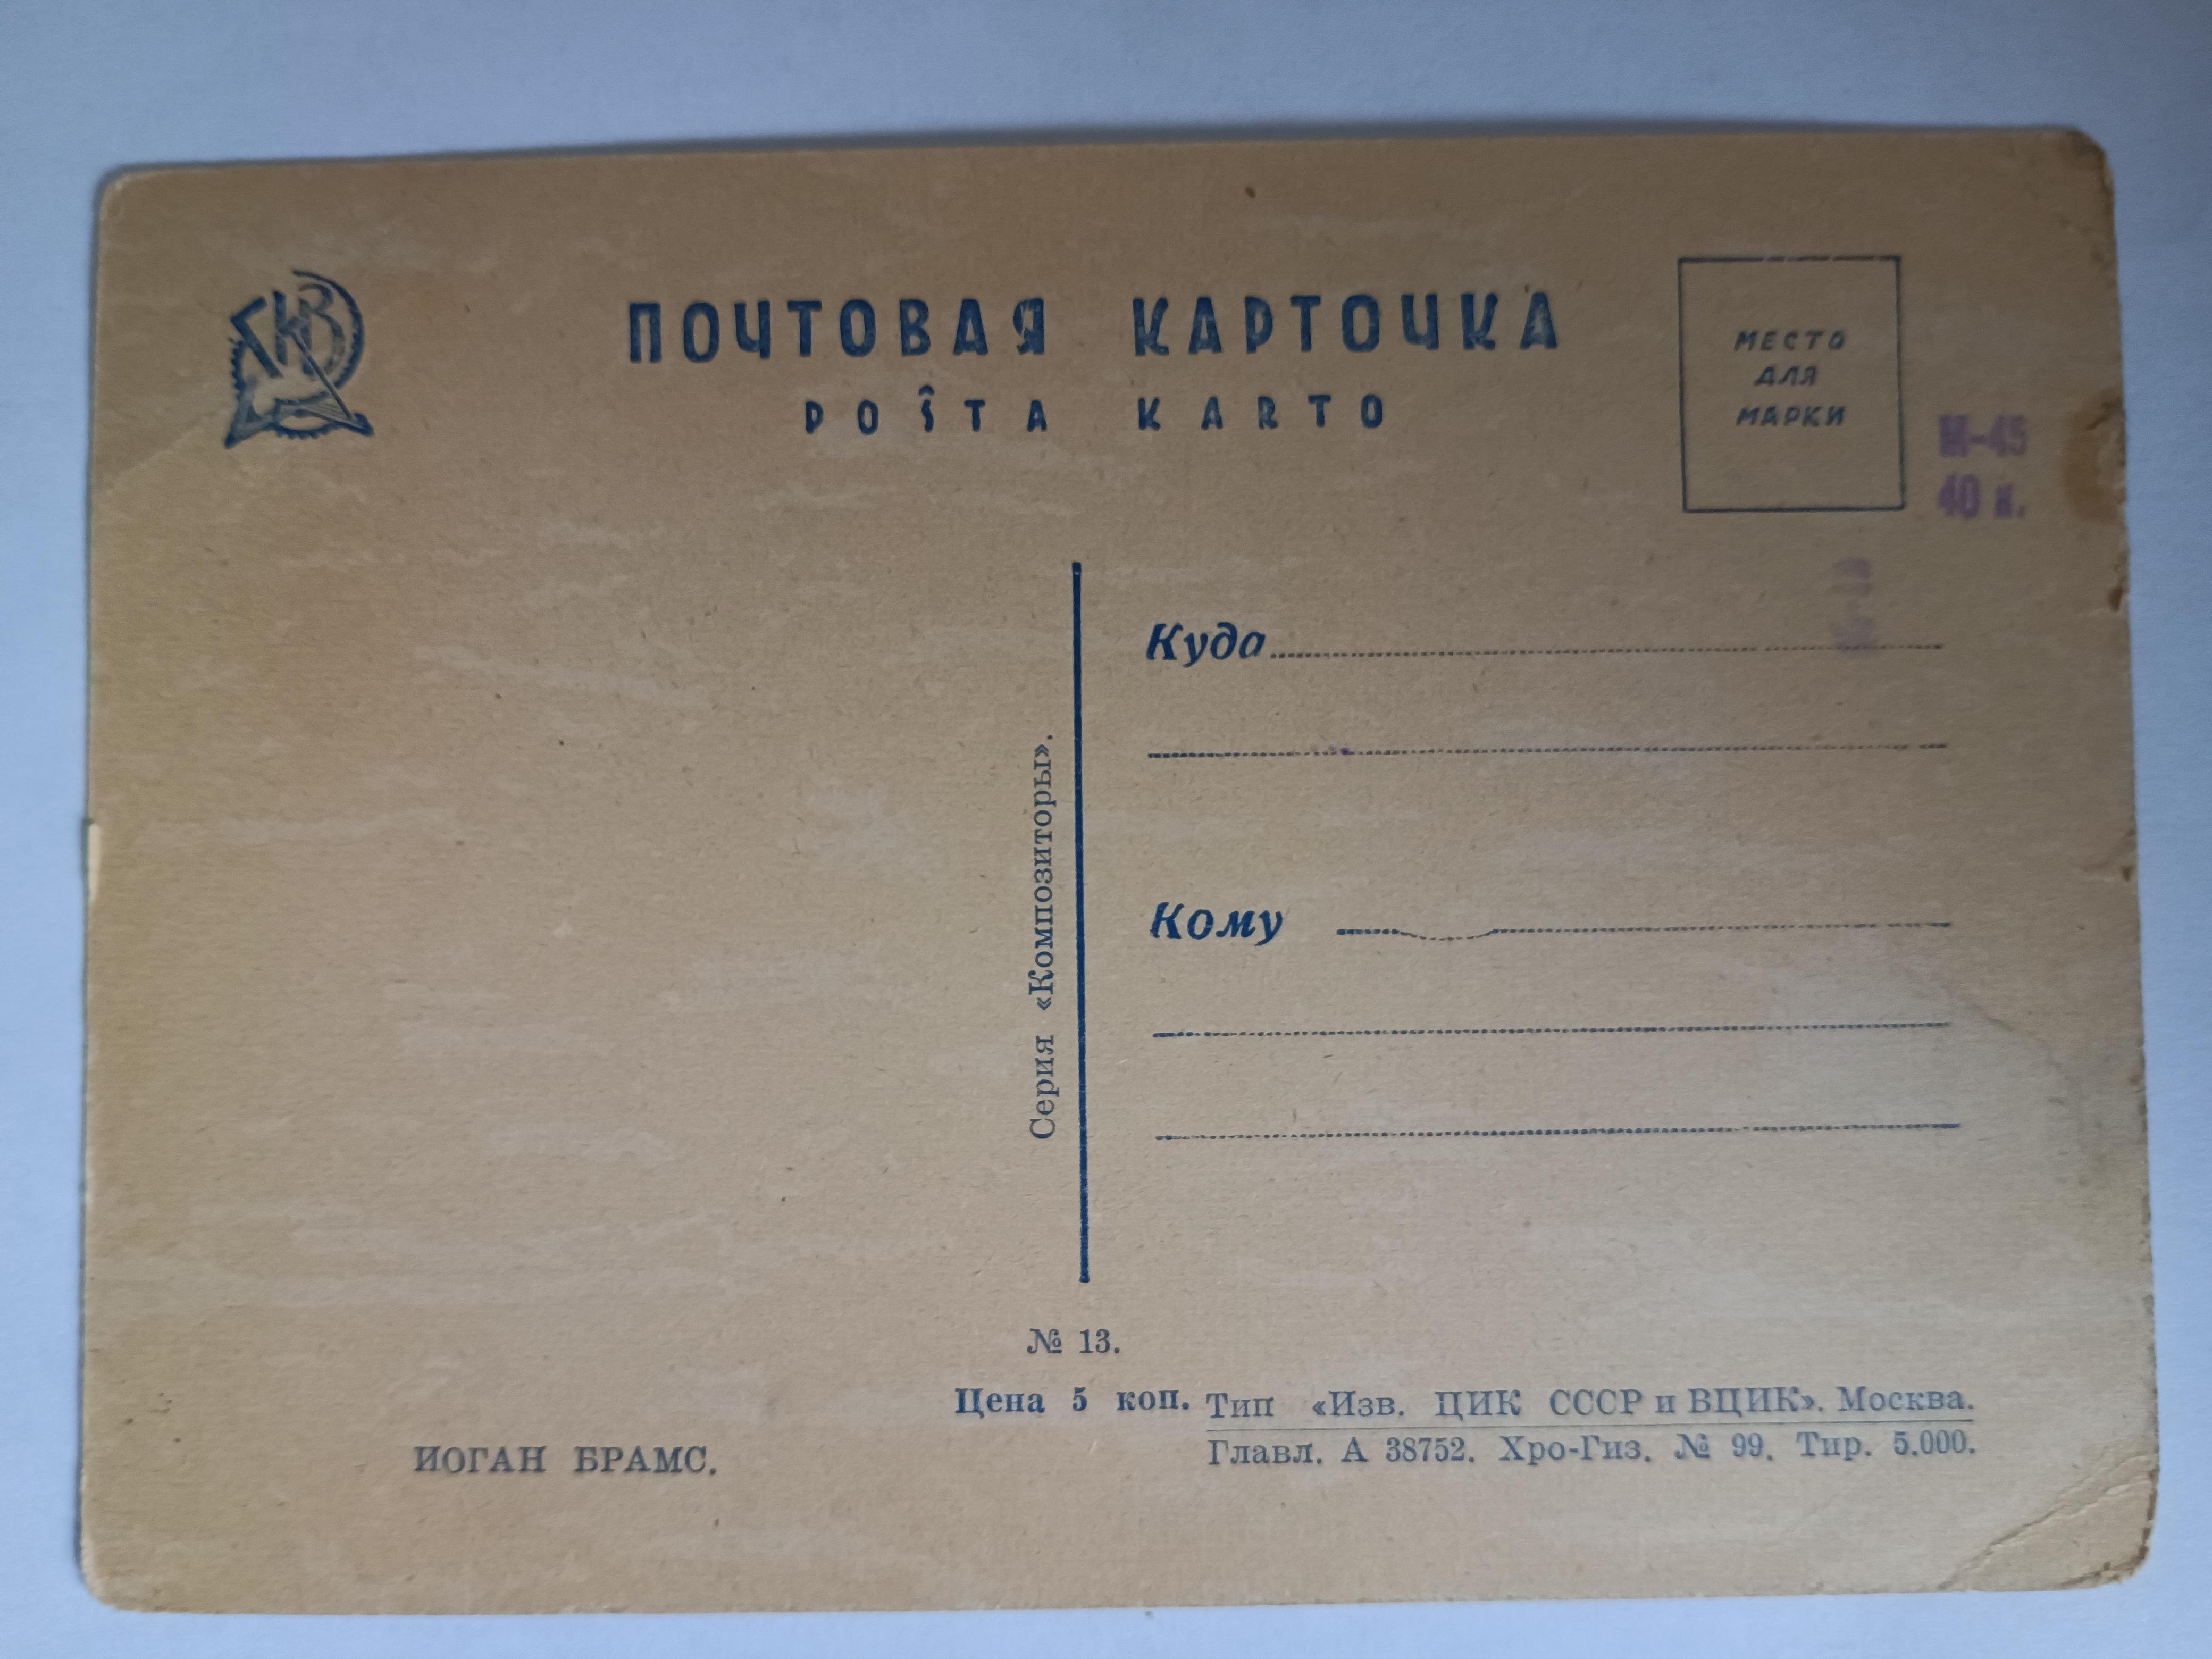 ПОЧТОВАЯ КАРТОЧКА
POŜTA KARTO
МЕСТО
ДЛЯ
МАРКИ
М-45
40 к.
Куда
Кому
Серия «Композиторы».
№ 13.
Цена 5 коп. Тип «Изв. ЦИК СССР и ВЦИК». Москва.
Главл. А 38752. Хро-Гиз. № 99. Тир. 5.000.
ИОГАН БРАМС.